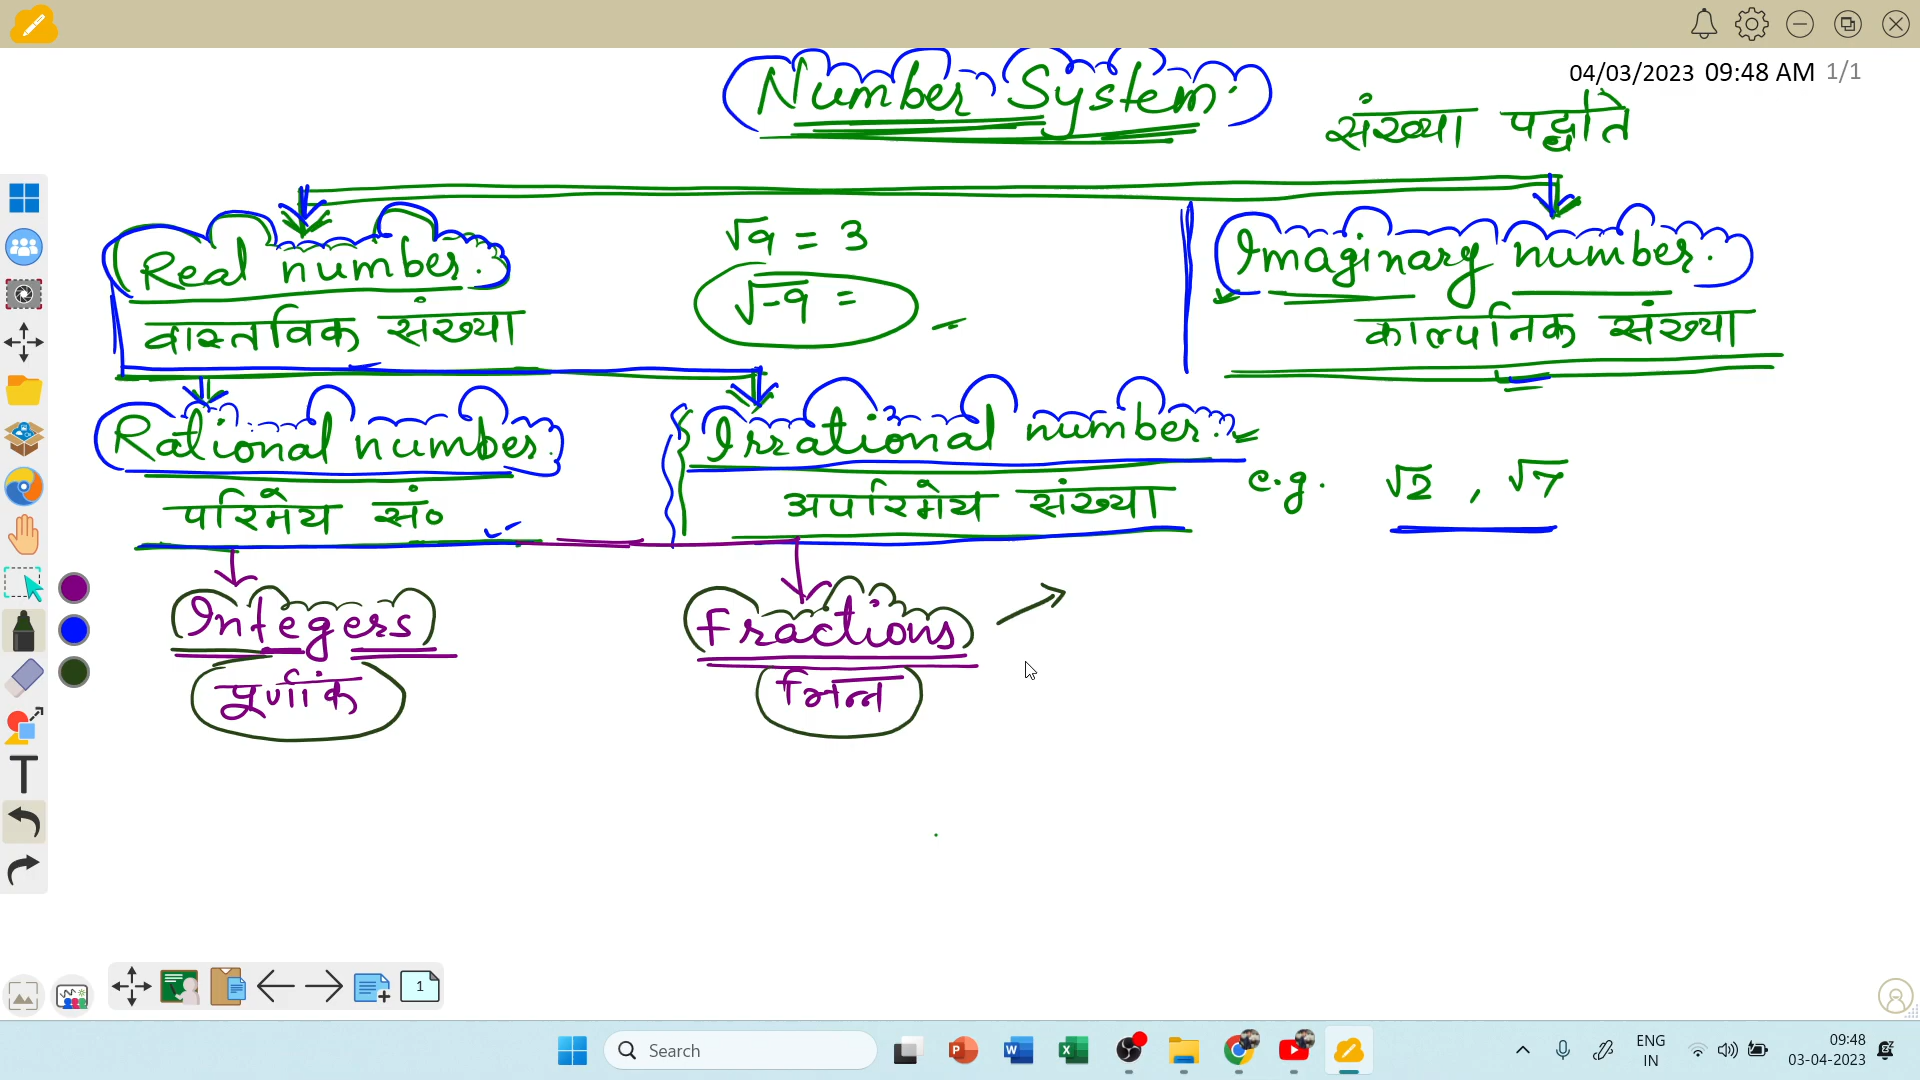 04/03/2023 09:48 AM 1/1
Number System.
संख्या पद्धति
Real number.
वास्तविक संख्या
√9 = 3
√-9 =
Imaginary number.
काल्पनिक संख्या
Rational number.
परिमेय सं०
Irrational number.
अपरिमेय संख्या
e.g. √2 , √7
Integers
पूर्णांक
Fractions
भिन्न
T
1
Search
ENG
IN
09:48
03-04-2023